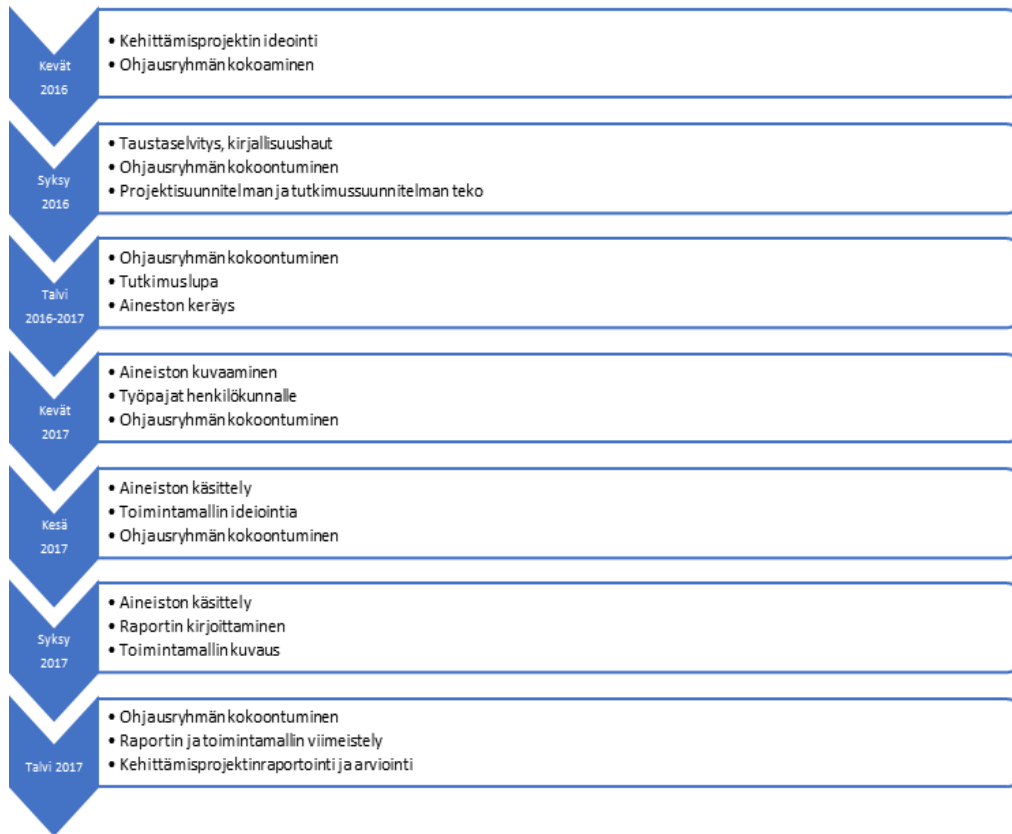 Kevät
2016
• Kehittämisprojektin ideointi
• Ohjausryhmän kokoaminen
Syksy
2016
• Taustaselvitys, kirjallisuushaut
• Ohjausryhmän kokoontuminen
• Projektisuunnitelman ja tutkimussuunnitelman teko
Talvi
2016-2017
• Ohjausryhmän kokoontuminen
• Tutkimuslupa
• Aineston keräys
Kevät
2017
• Aineiston kuvaaminen
• Työpajat henkilökunnalle
• Ohjausryhmän kokoontuminen
Kesä
2017
• Aineiston käsittely
• Toimintamallin ideiointia
• Ohjausryhmän kokoontuminen
Syksy
2017
• Aineiston käsittely
• Raportin kirjoittaminen
• Toimintamallin kuvaus
Talvi 2017
• Ohjausryhmän kokoontuminen
• Raportin ja toimintamallin viimeistely
• Kehittämisprojektinraportointi ja arviointi